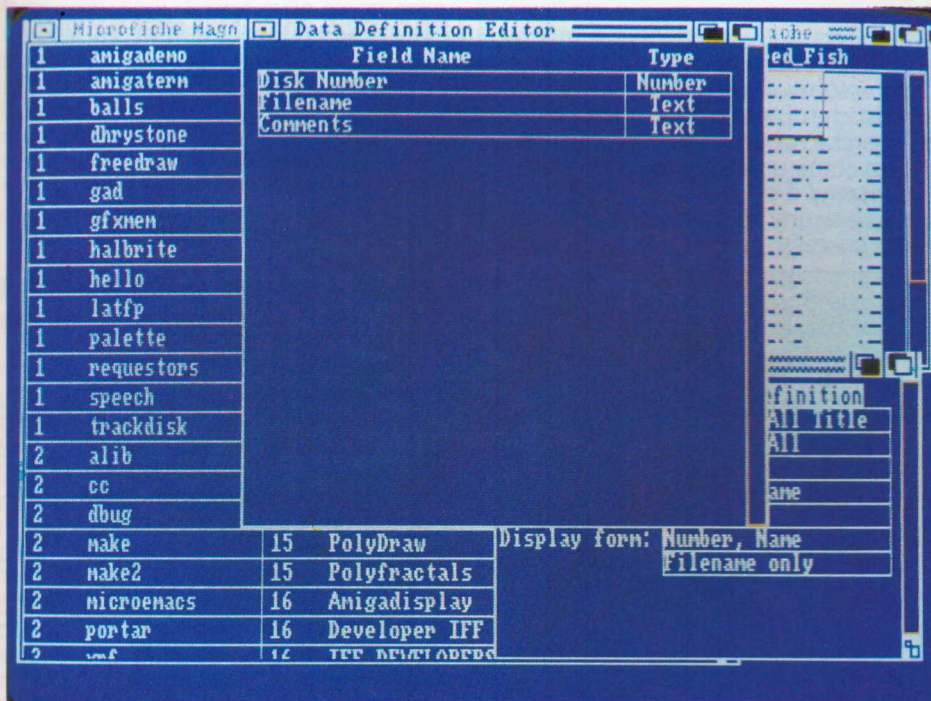 Microfiche Magn
Data Definition Editor
iche
Field Name Type
ed_Fish
Disk Number Number
Filename Text
Comments Text
1 amigademo
1 amigaterm
1 balls
1 dhrystone
1 freedraw
1 gad
1 gfxmem
1 halbrite
1 hello
1 latfp
1 palette
1 requestors
1 speech
1 trackdisk
2 alib
2 cc
2 dbug
2 make
2 make2
2 microemacs
2 portar
2
15 PolyDraw
15 Polyfractals
16 Amigadisplay
16 Developer IFF
16 IFF DEVELOPERS
finition
All Title
All
ame
Display form: Number, Name
Filename only